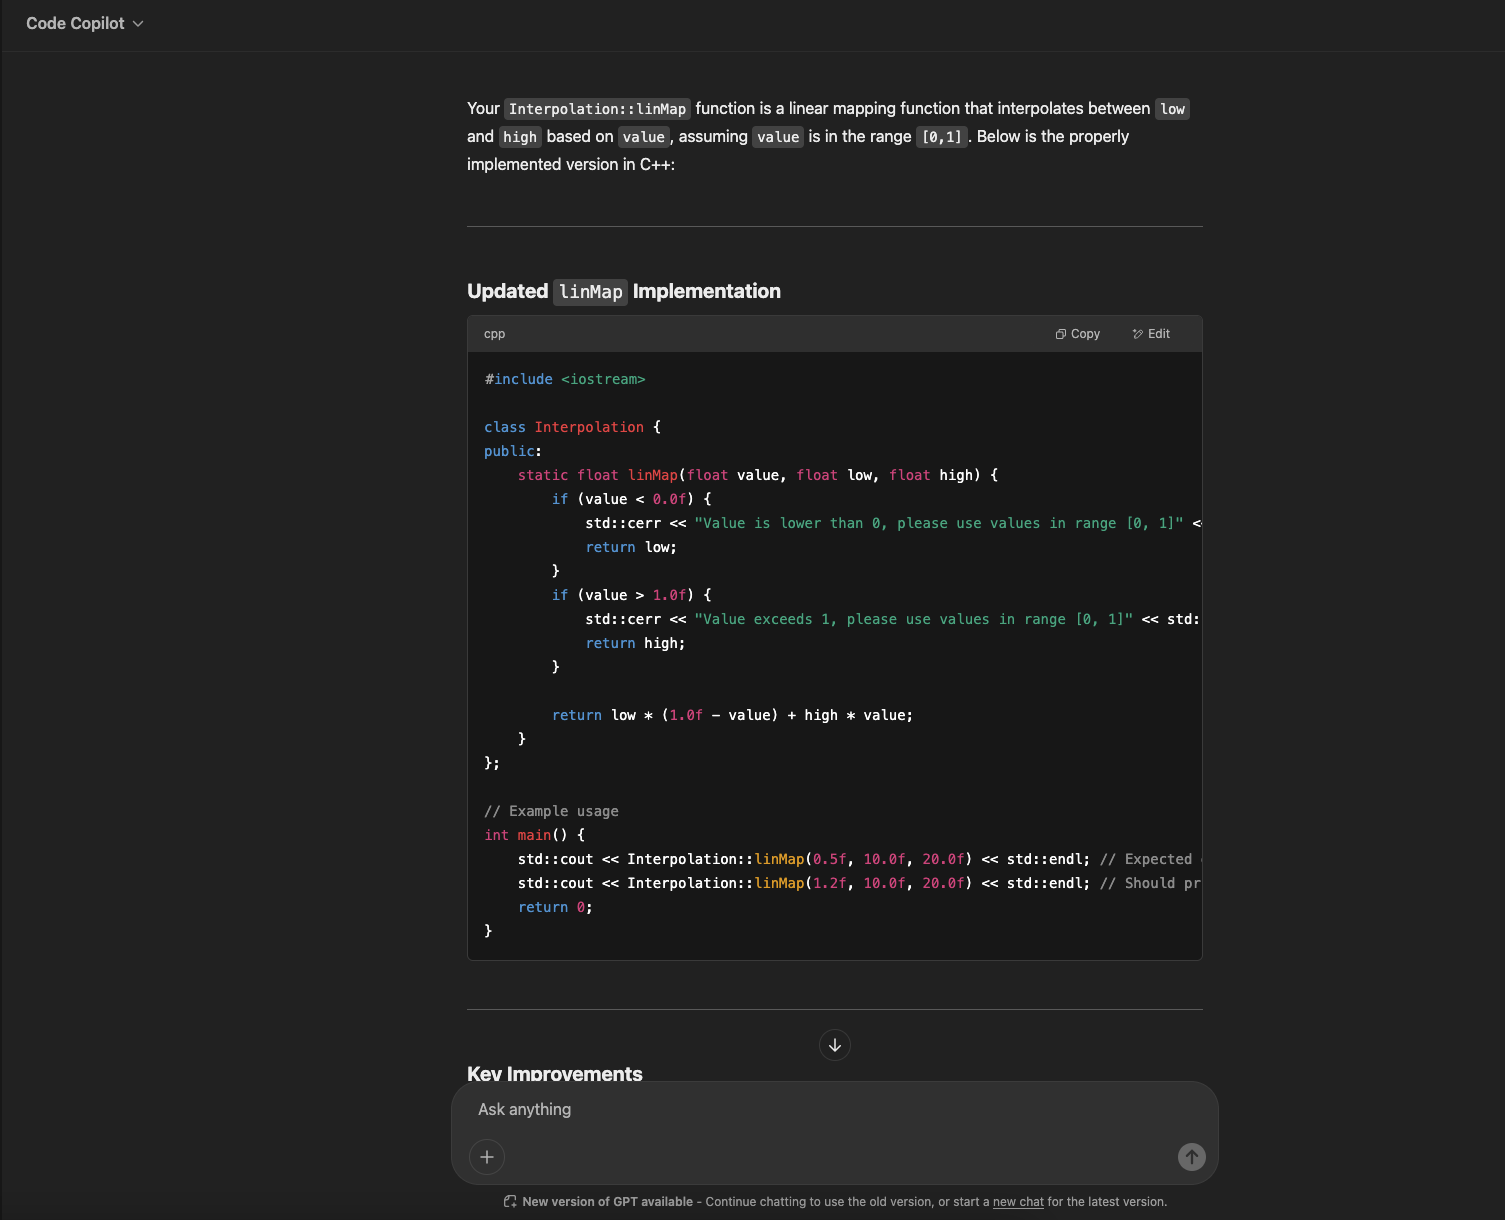 Code Copilot
Your Interpolation::linMap function is a linear mapping function that interpolates between low
and high based on value, assuming value is in the range [0,1]. Below is the properly
implemented version in C++:
Updated linMap Implementation
cpp
Copy
Edit
#include <iostream>
class Interpolation {
public:
    static float linMap(float value, float low, float high) {
        if (value < 0.0f) {
            std::cerr << "Value is lower than 0, please use values in range [0, 1]" <<
            return low;
        }
        if (value > 1.0f) {
            std::cerr << "Value exceeds 1, please use values in range [0, 1]" << std:
            return high;
        }
        return low * (1.0f - value) + high * value;
    }
};
// Example usage
int main() {
    std::cout << Interpolation::linMap(0.5f, 10.0f, 20.0f) << std::endl; // Expected
    std::cout << Interpolation::linMap(1.2f, 10.0f, 20.0f) << std::endl; // Should pr
    return 0;
}
Key Improvements
Ask anything
New version of GPT available - Continue chatting to use the old version, or start a new chat for the latest version.